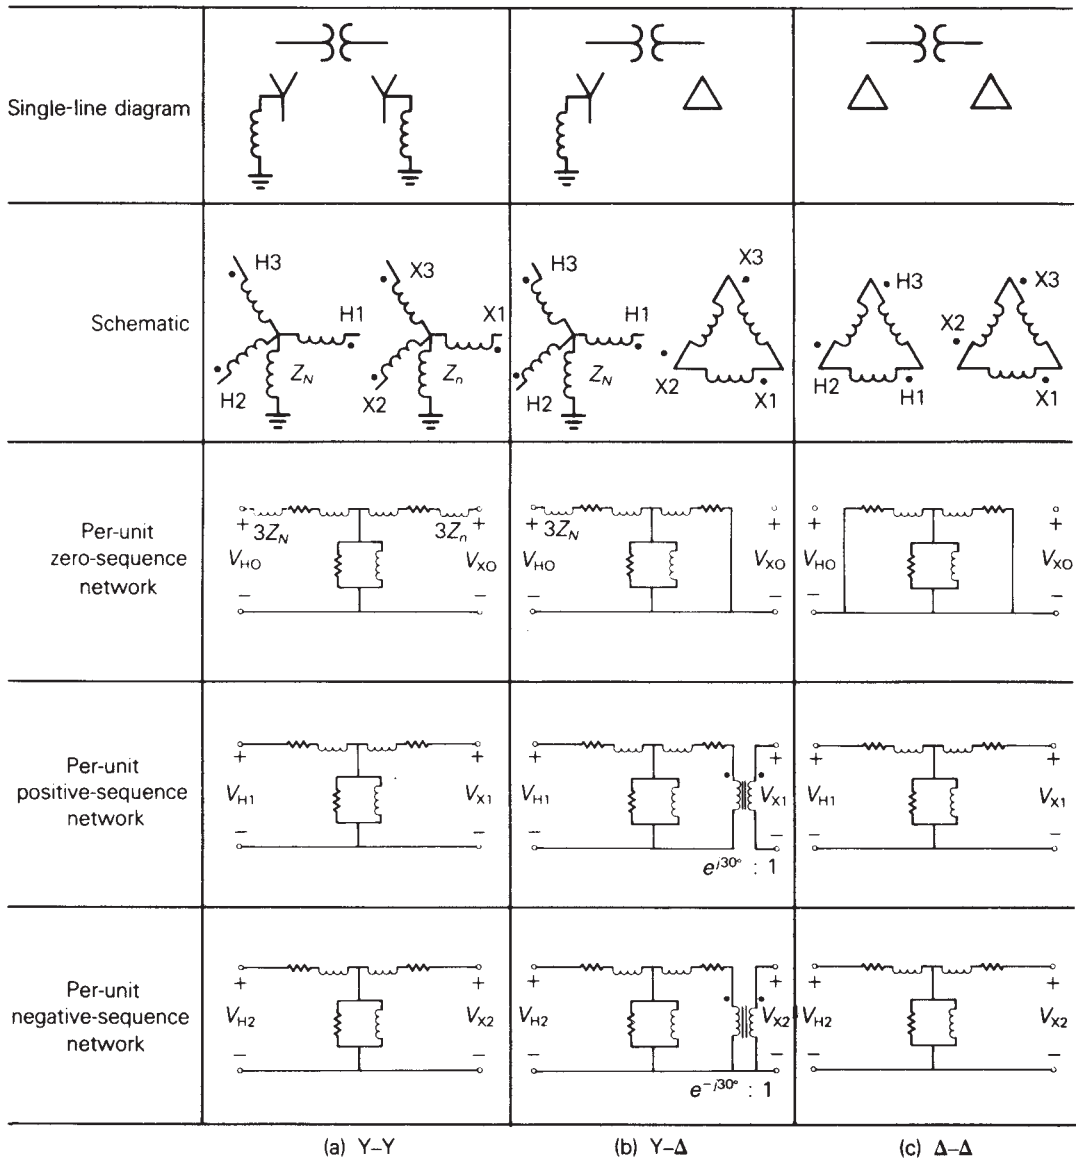 Single-line diagram
Schematic
H3
H1
H2
Z_N
X3
X1
X2
Z_n
H3
H1
H2
Z_N
X3
X2
X1
H3
H2
H1
X3
X2
X1
Per-unit
zero-sequence
network
+ 3Z_N 3Z_n +
V_HO V_XO
− −
+ 3Z_N +
V_HO V_XO
− −
+ +
V_HO V_XO
− −
Per-unit
positive-sequence
network
+ +
V_H1 V_X1
− −
+ +
V_H1 V_X1
− −
e^{j30°} : 1
+ +
V_H1 V_X1
− −
Per-unit
negative-sequence
network
+ +
V_H2 V_X2
− −
+ +
V_H2 V_X2
− −
e^{−j30°} : 1
+ +
V_H2 V_X2
− −
(a) Y–Y
(b) Y–Δ
(c) Δ–Δ